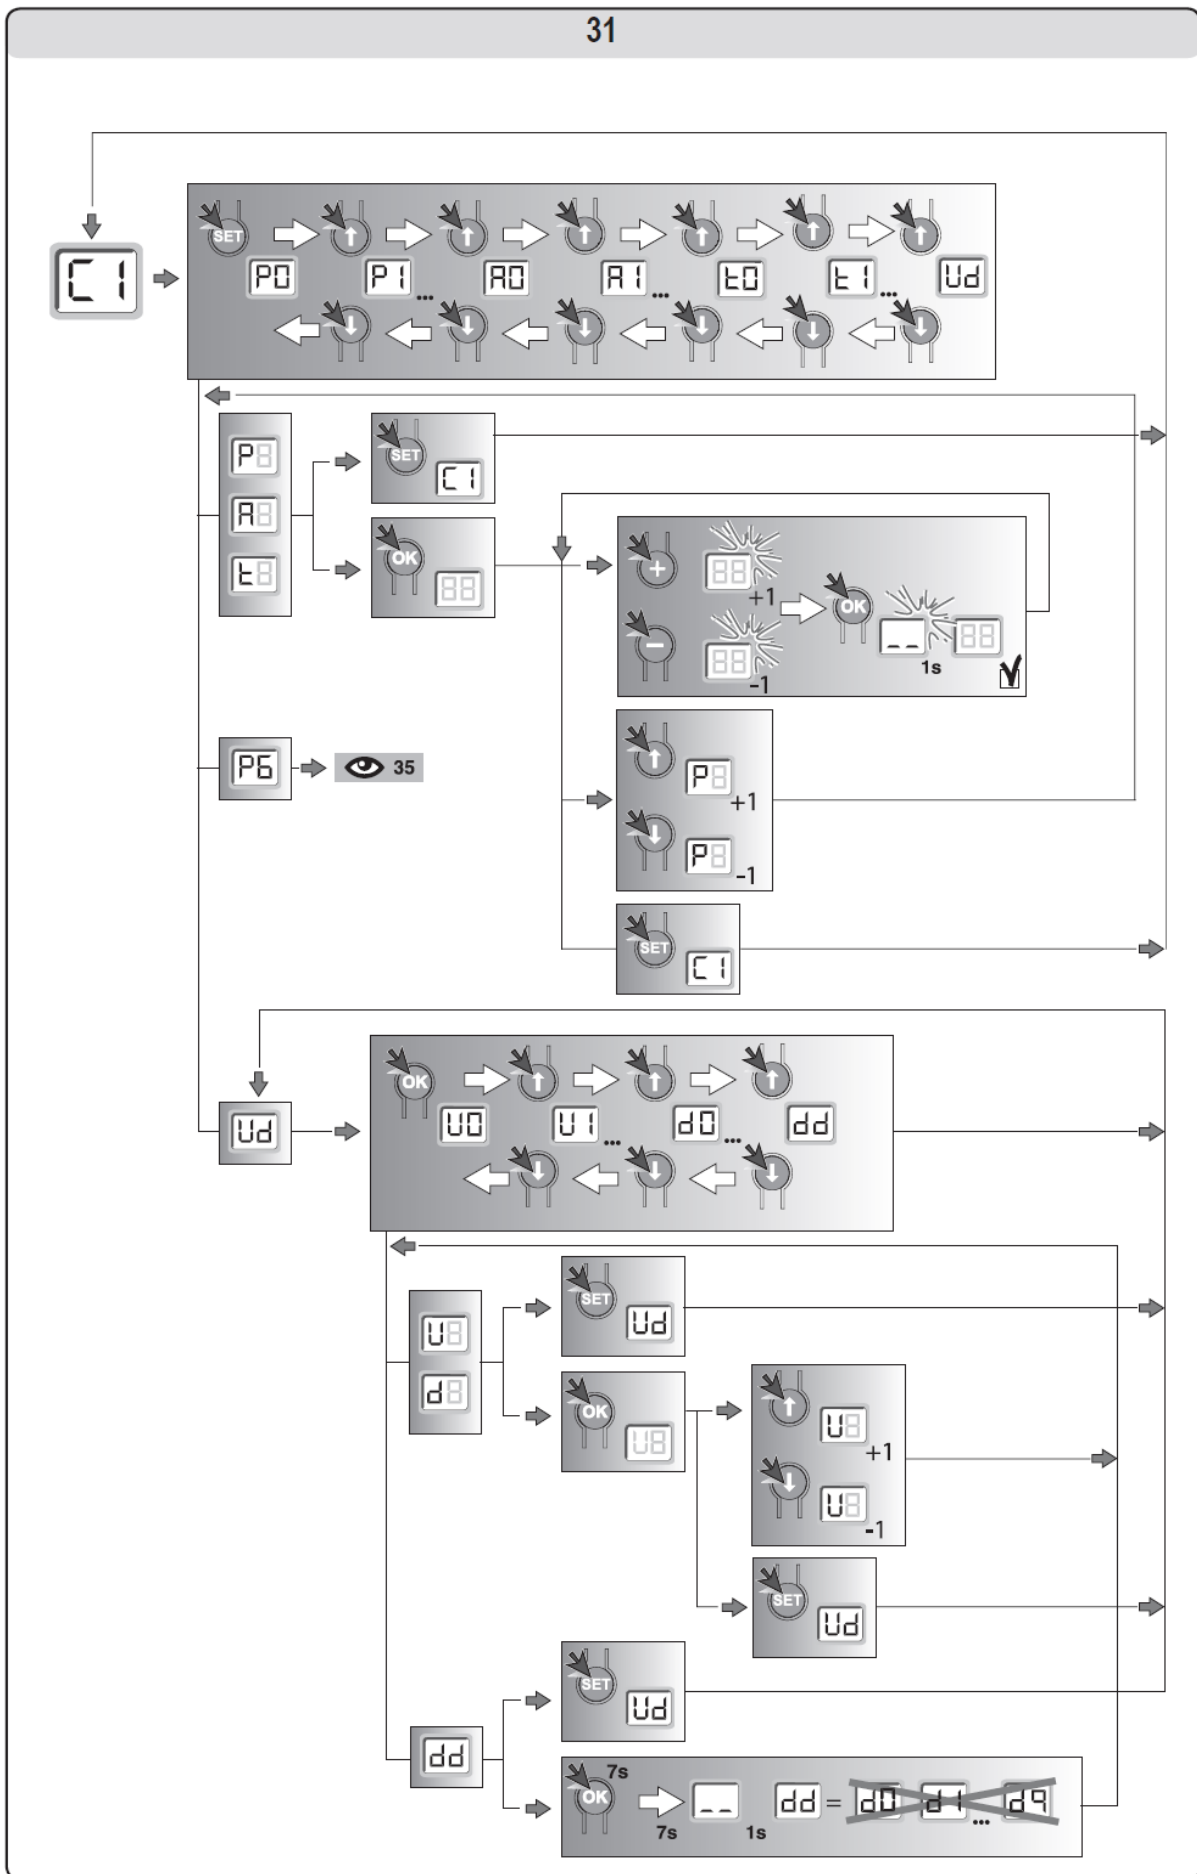 31
SET
P0 P1 ... A0 A1 ... t0 t1 ... Ud
C1
P8
A8
t8
SET
C1
OK
88
+
88
+1
OK
88
1s
-
88
-1
P6
35
P8
+1
P8
-1
SET
C1
OK
U0 U1 ... d0 ... dd
Ud
SET
Ud
U8
d8
OK
U8
U8
+1
U8
-1
SET
Ud
SET
Ud
dd
OK
7s
7s
_ _
1s
dd = d0 d1 ... d9